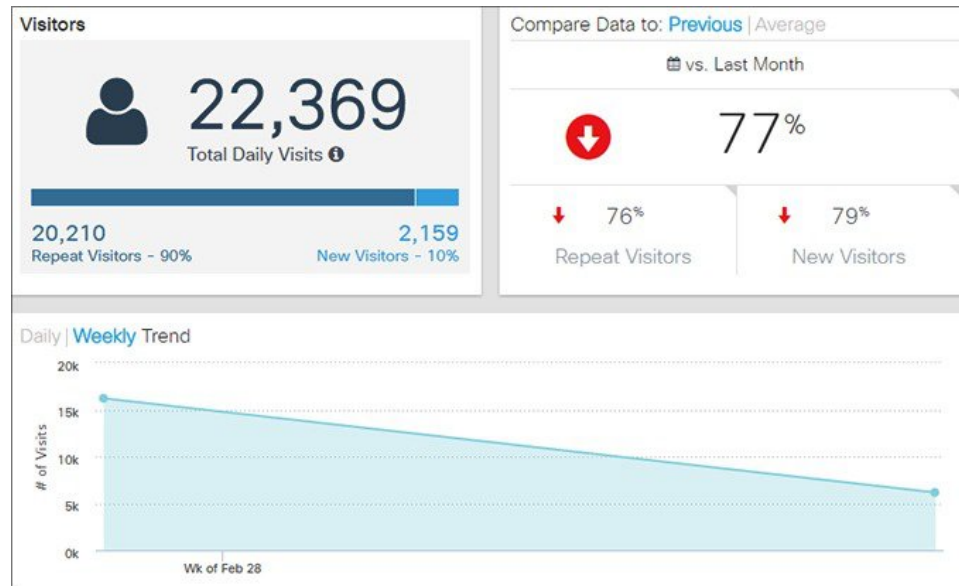 Visitors
22,369
Total Daily Visits
20,210
Repeat Visitors - 90%
2,159
New Visitors - 10%
Compare Data to: Previous | Average
vs. Last Month
77%
76%
Repeat Visitors
79%
New Visitors
Daily | Weekly Trend
# of Visits
20k
15k
10k
5k
0k
Wk of Feb 28